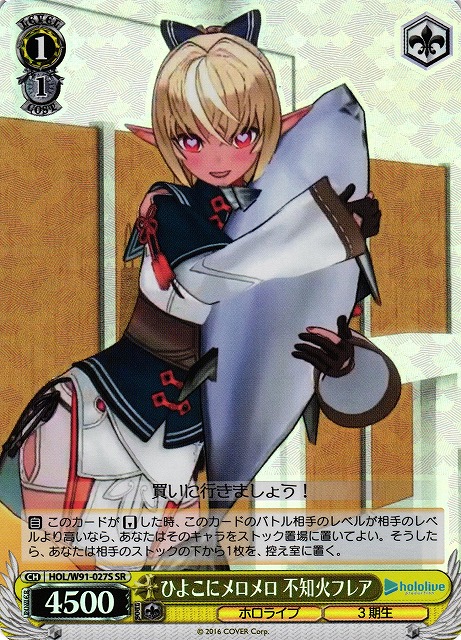 LEVEL
1
1
COST
買いに行きましょう！
このカードが した時、このカードのバトル相手のレベルが相手のレベル
より高いなら、あなたはそのキャラをストック置場に置いてよい。そうした
ら、あなたは相手のストックの下から1枚を、控え室に置く。
CH HOL/W91-027S SR
ひよこにメロメロ 不知火フレア
hololive
production
POWER
4500
SOUL
ホロライブ
3期生
© 2016 COVER Corp.